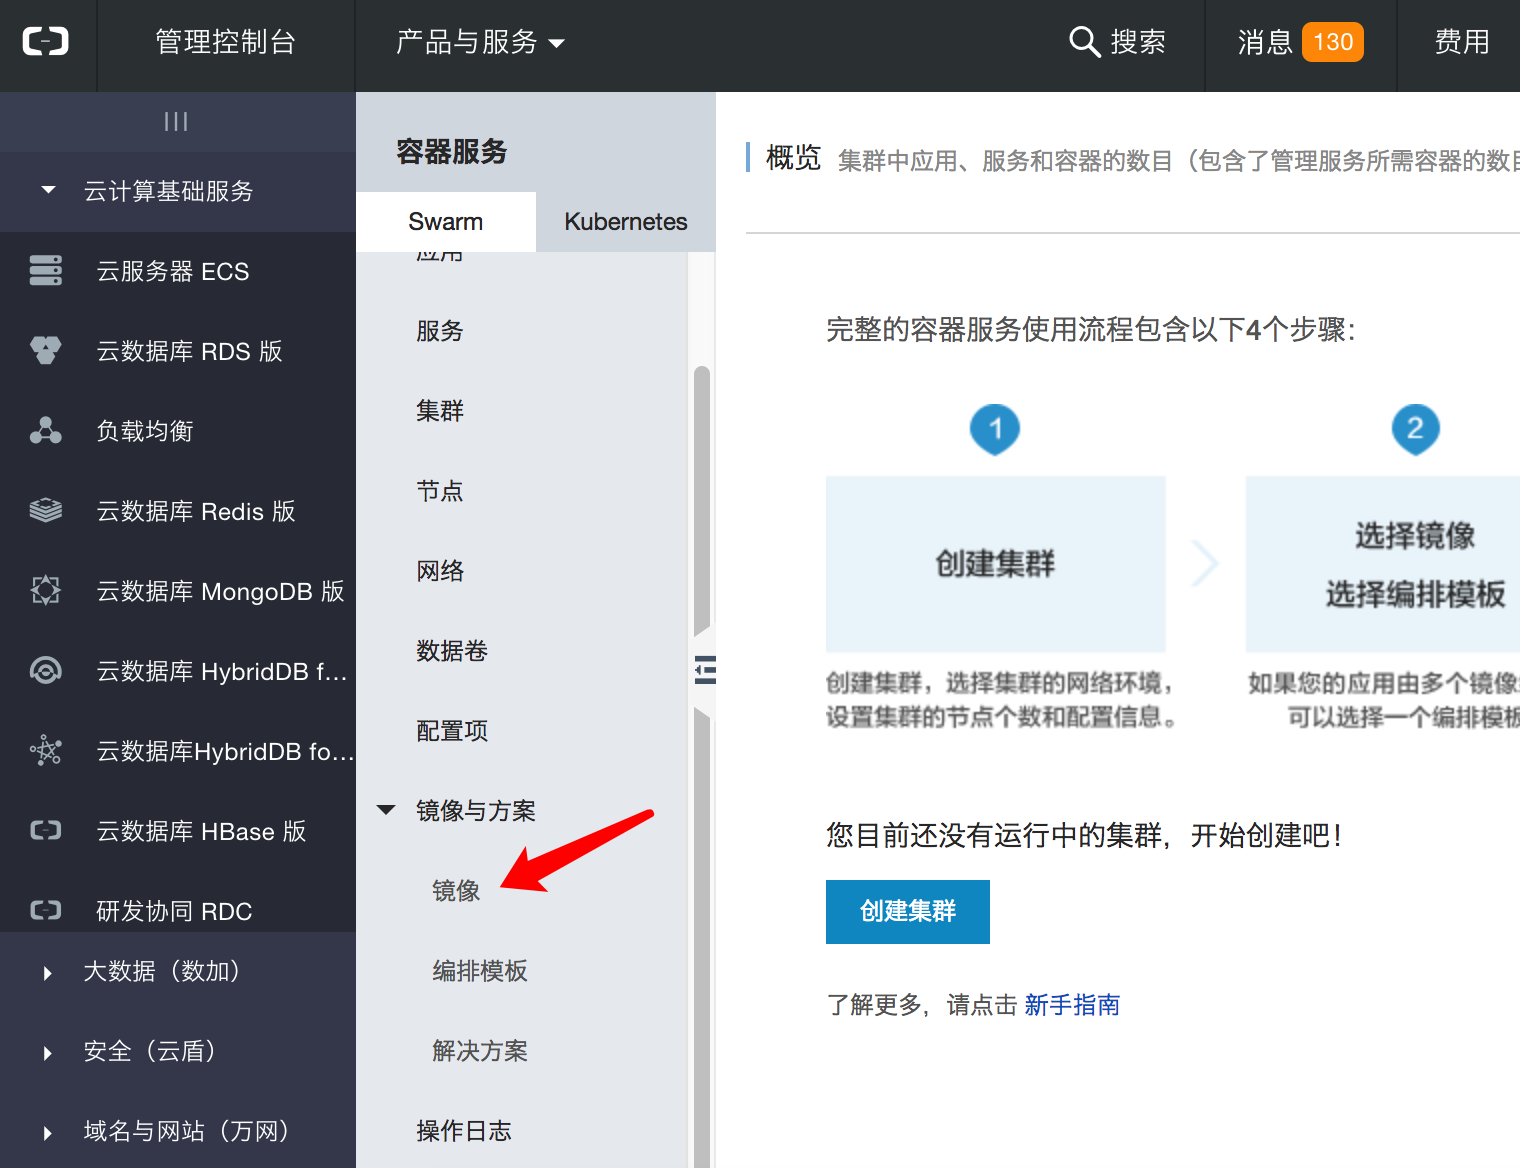 管理控制台
产品与服务
搜索
消息 130
费用
云计算基础服务
云服务器 ECS
云数据库 RDS 版
负载均衡
云数据库 Redis 版
云数据库 MongoDB 版
云数据库 HybridDB f...
云数据库HybridDB fo...
云数据库 HBase 版
研发协同 RDC
大数据（数加）
安全（云盾）
域名与网站（万网）
容器服务
Swarm
Kubernetes
应用
服务
集群
节点
网络
数据卷
配置项
镜像与方案
镜像
编排模板
解决方案
操作日志
概览 集群中应用、服务和容器的数目（包含了管理服务所需容器的数目
完整的容器服务使用流程包含以下4个步骤：
1
创建集群
创建集群，选择集群的网络环境，
设置集群的节点个数和配置信息。
2
选择镜像
选择编排模板
如果您的应用由多个镜像
可以选择一个编排模板
您目前还没有运行中的集群，开始创建吧！
创建集群
了解更多，请点击 新手指南